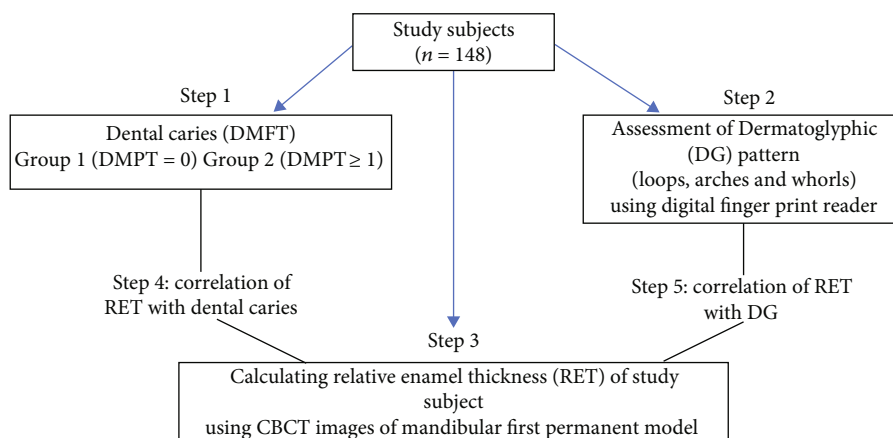 Study subjects
(n = 148)
Step 1
Dental caries (DMFT)
Group 1 (DMPT = 0) Group 2 (DMPT ≥ 1)
Step 2
Assessment of Dermatoglyphic
(DG) pattern
(loops, arches and whorls)
using digital finger print reader
Step 4: correlation of
RET with dental caries
Step 5: correlation of RET
with DG
Step 3
Calculating relative enamel thickness (RET) of study
subject
using CBCT images of mandibular first permanent model